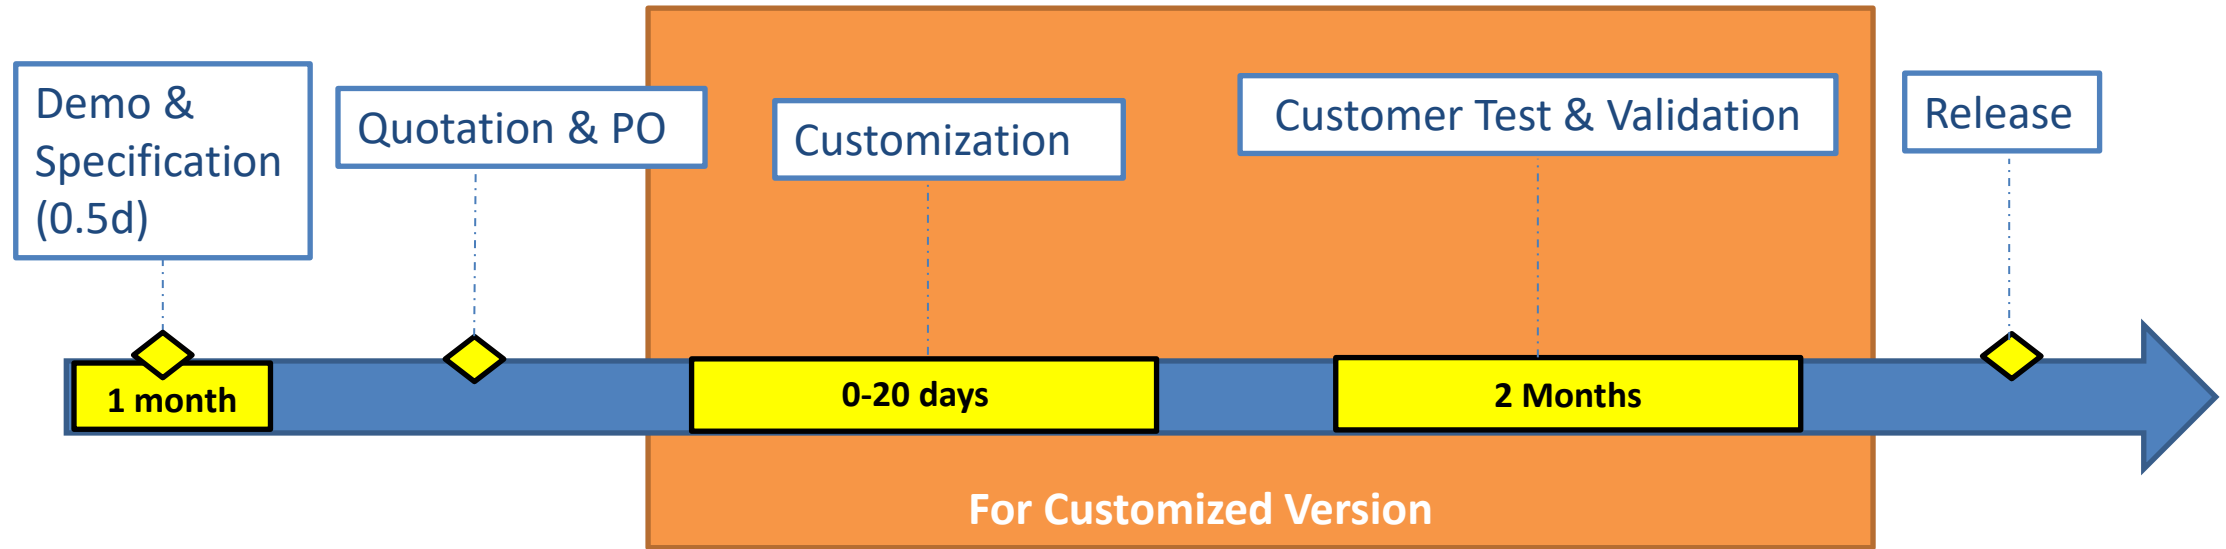 Demo &
Specification
(0.5d)
Quotation & PO
Customization
Customer Test & Validation
Release
1 month
0-20 days
2 Months
For Customized Version